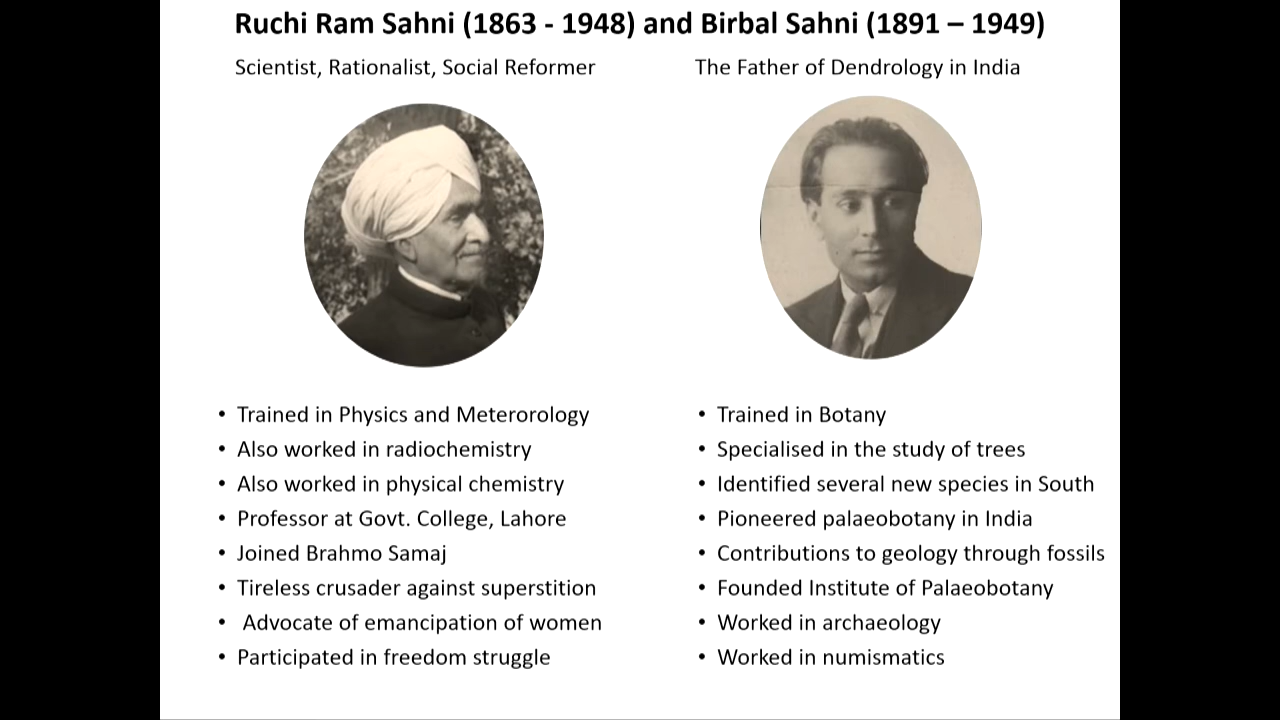 Ruchi Ram Sahni (1863 - 1948) and Birbal Sahni (1891 – 1949)
Scientist, Rationalist, Social Reformer
The Father of Dendrology in India
• Trained in Physics and Meterorology
• Also worked in radiochemistry
• Also worked in physical chemistry
• Professor at Govt. College, Lahore
• Joined Brahmo Samaj
• Tireless crusader against superstition
• Advocate of emancipation of women
• Participated in freedom struggle
• Trained in Botany
• Specialised in the study of trees
• Identified several new species in South
• Pioneered palaeobotany in India
• Contributions to geology through fossils
• Founded Institute of Palaeobotany
• Worked in archaeology
• Worked in numismatics